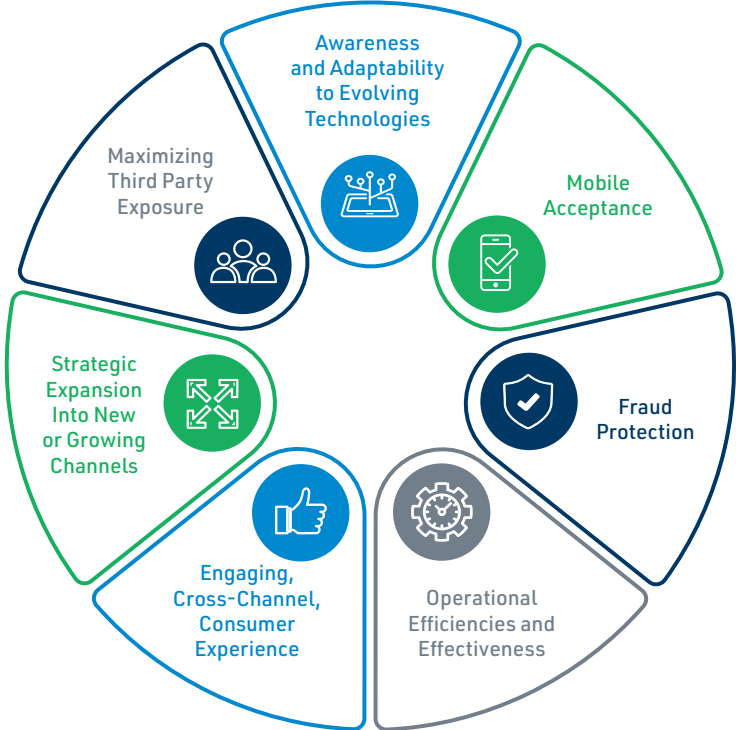 Awareness
and Adaptability
to Evolving
Technologies
Mobile
Acceptance
Fraud
Protection
Operational
Efficiencies and
Effectiveness
Engaging,
Cross-Channel,
Consumer
Experience
Strategic
Expansion
Into New
or Growing
Channels
Maximizing
Third Party
Exposure